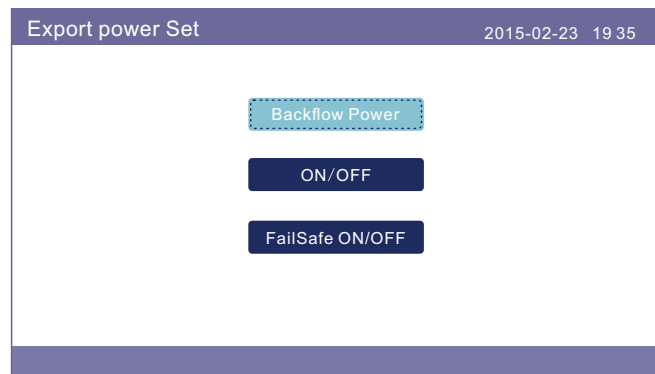 Export power Set
2015-02-23 19 35
Backflow Power
ON/OFF
FailSafe ON/OFF